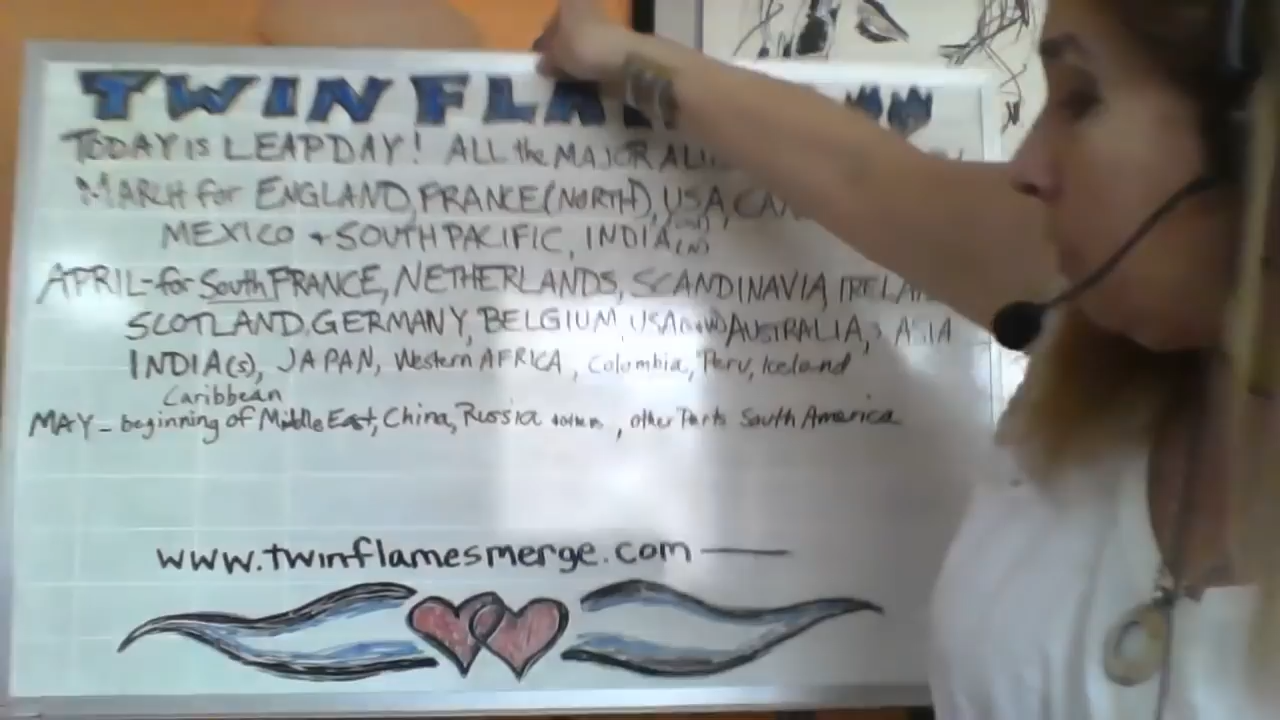 TWIN FLA
TODAY IS LEAPDAY! ALL the MAJOR
MARCH for ENGLAND, FRANCE (NORTH), USA,
MEXICO + SOUTH PACIFIC, INDIA (N)
APRIL-for South FRANCE, NETHERLANDS, SCANDINAVIA,
SCOTLAND, GERMANY, BELGIUM, USA AUSTRALIA, ASIA
INDIA(s), JAPAN, Western AFRICA, Columbia, Peru, Iceland
Caribbean
MAY - beginning of Middle East, China, Russia, other Parts South America
www.twinflamesmerge.com